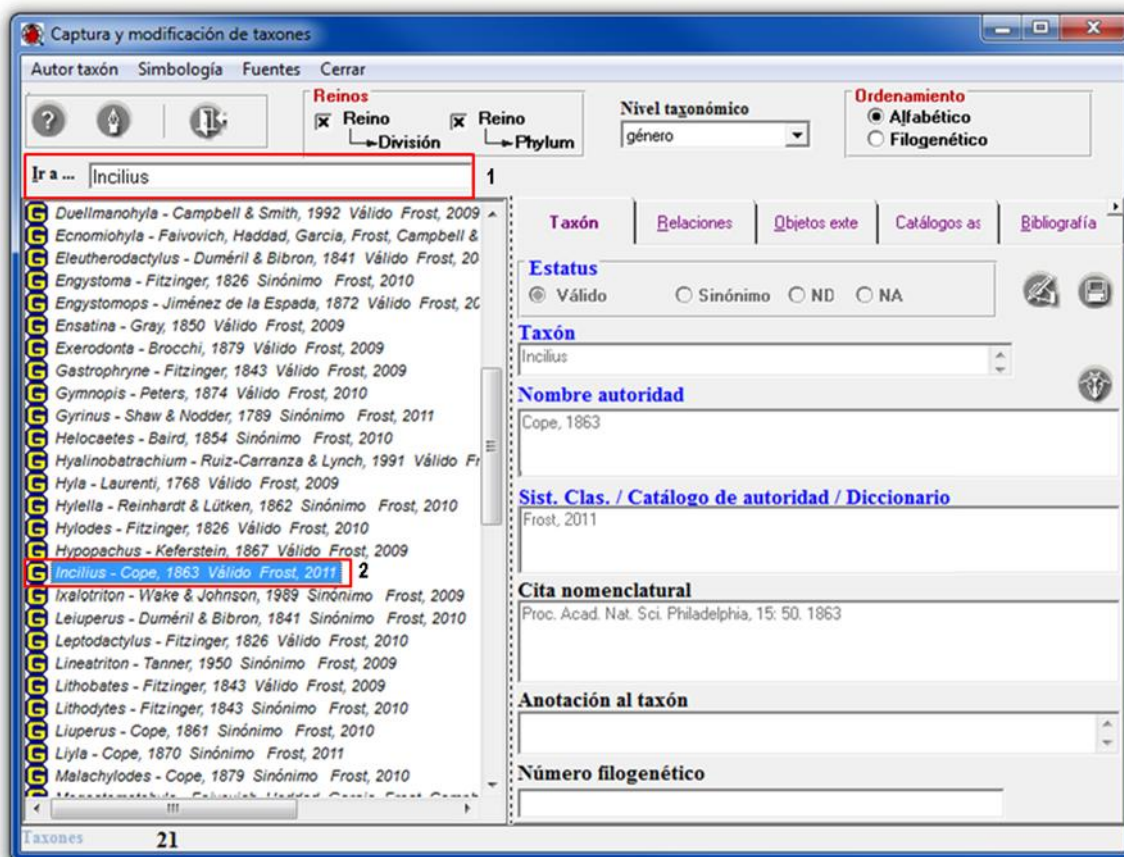 Captura y modificación de taxones
Autor taxón Simbología Fuentes Cerrar
Reinos
Reino
División
Reino
Phylum
Nivel taxonómico
género
Ordenamiento
Alfabético
Filogenético
Ir a ... Incilius 1
Duellmanohyla - Campbell & Smith, 1992 Válido Frost, 2009
Ecnomiohyla - Faivovich, Haddad, Garcia, Frost, Campbell &
Eleutherodactylus - Duméril & Bibron, 1841 Válido Frost, 20
Engystoma - Fitzinger, 1826 Sinónimo Frost, 2010
Engystomops - Jiménez de la Espada, 1872 Válido Frost, 20
Ensatina - Gray, 1850 Válido Frost, 2009
Exerodonta - Brocchi, 1879 Válido Frost, 2009
Gastrophryne - Fitzinger, 1843 Válido Frost, 2009
Gymnopis - Peters, 1874 Válido Frost, 2010
Gyrinus - Shaw & Nodder, 1789 Sinónimo Frost, 2011
Helocaetes - Baird, 1854 Sinónimo Frost, 2010
Hyalinobatrachium - Ruiz-Carranza & Lynch, 1991 Válido Fr
Hyla - Laurenti, 1768 Válido Frost, 2009
Hylella - Reinhardt & Lütken, 1862 Sinónimo Frost, 2010
Hylodes - Fitzinger, 1826 Válido Frost, 2010
Hypopachus - Keferstein, 1867 Válido Frost, 2009
Incilius - Cope, 1863 Válido Frost, 2011 2
Ixalotriton - Wake & Johnson, 1989 Sinónimo Frost, 2009
Leiuperus - Duméril & Bibron, 1841 Sinónimo Frost, 2010
Leptodactylus - Fitzinger, 1826 Válido Frost, 2010
Lineatriton - Tanner, 1950 Sinónimo Frost, 2009
Lithobates - Fitzinger, 1843 Válido Frost, 2009
Lithodytes - Fitzinger, 1843 Sinónimo Frost, 2010
Liuperus - Cope, 1861 Sinónimo Frost, 2010
Liyla - Cope, 1870 Sinónimo Frost, 2011
Malachylodes - Cope, 1879 Sinónimo Frost, 2010
Taxón Relaciones Objetos exte Catálogos as Bibliografía
Estatus
Válido Sinónimo ND NA
Taxón
Incilius
Nombre autoridad
Cope, 1863
Sist. Clas. / Catálogo de autoridad / Diccionario
Frost, 2011
Cita nomenclatural
Proc. Acad. Nat. Sci. Philadelphia, 15: 50. 1863
Anotación al taxón
Número filogenético
Taxones 21